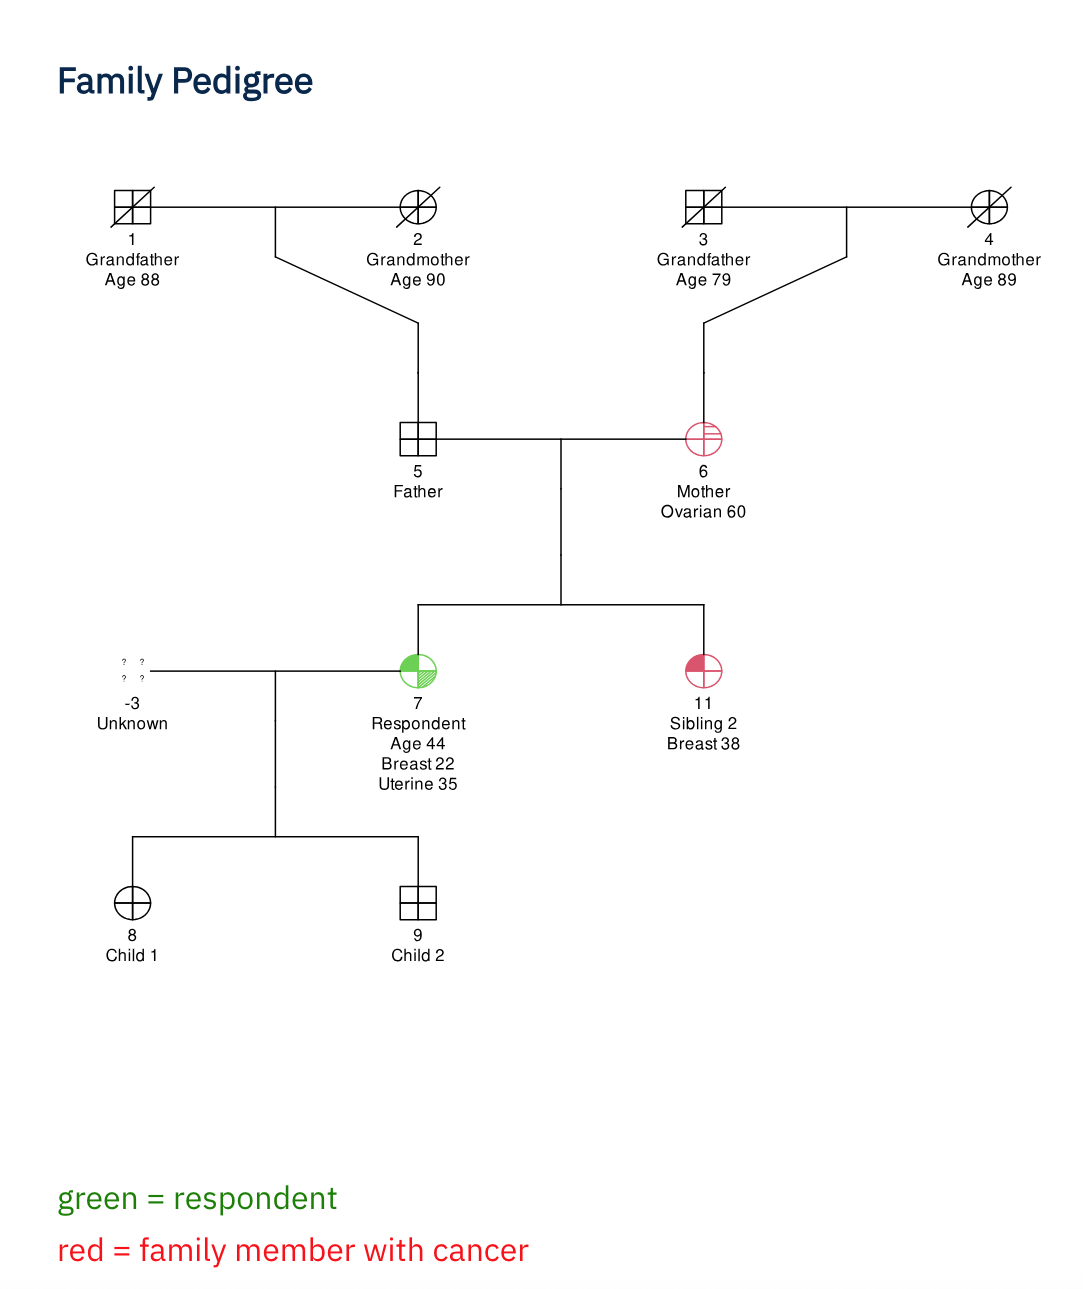 Family Pedigree
1
Grandfather
Age 88
2
Grandmother
Age 90
3
Grandfather
Age 79
4
Grandmother
Age 89
5
Father
6
Mother
Ovarian 60
? ?
? ?
-3
Unknown
7
Respondent
Age 44
Breast 22
Uterine 35
11
Sibling 2
Breast 38
8
Child 1
9
Child 2
green = respondent
red = family member with cancer